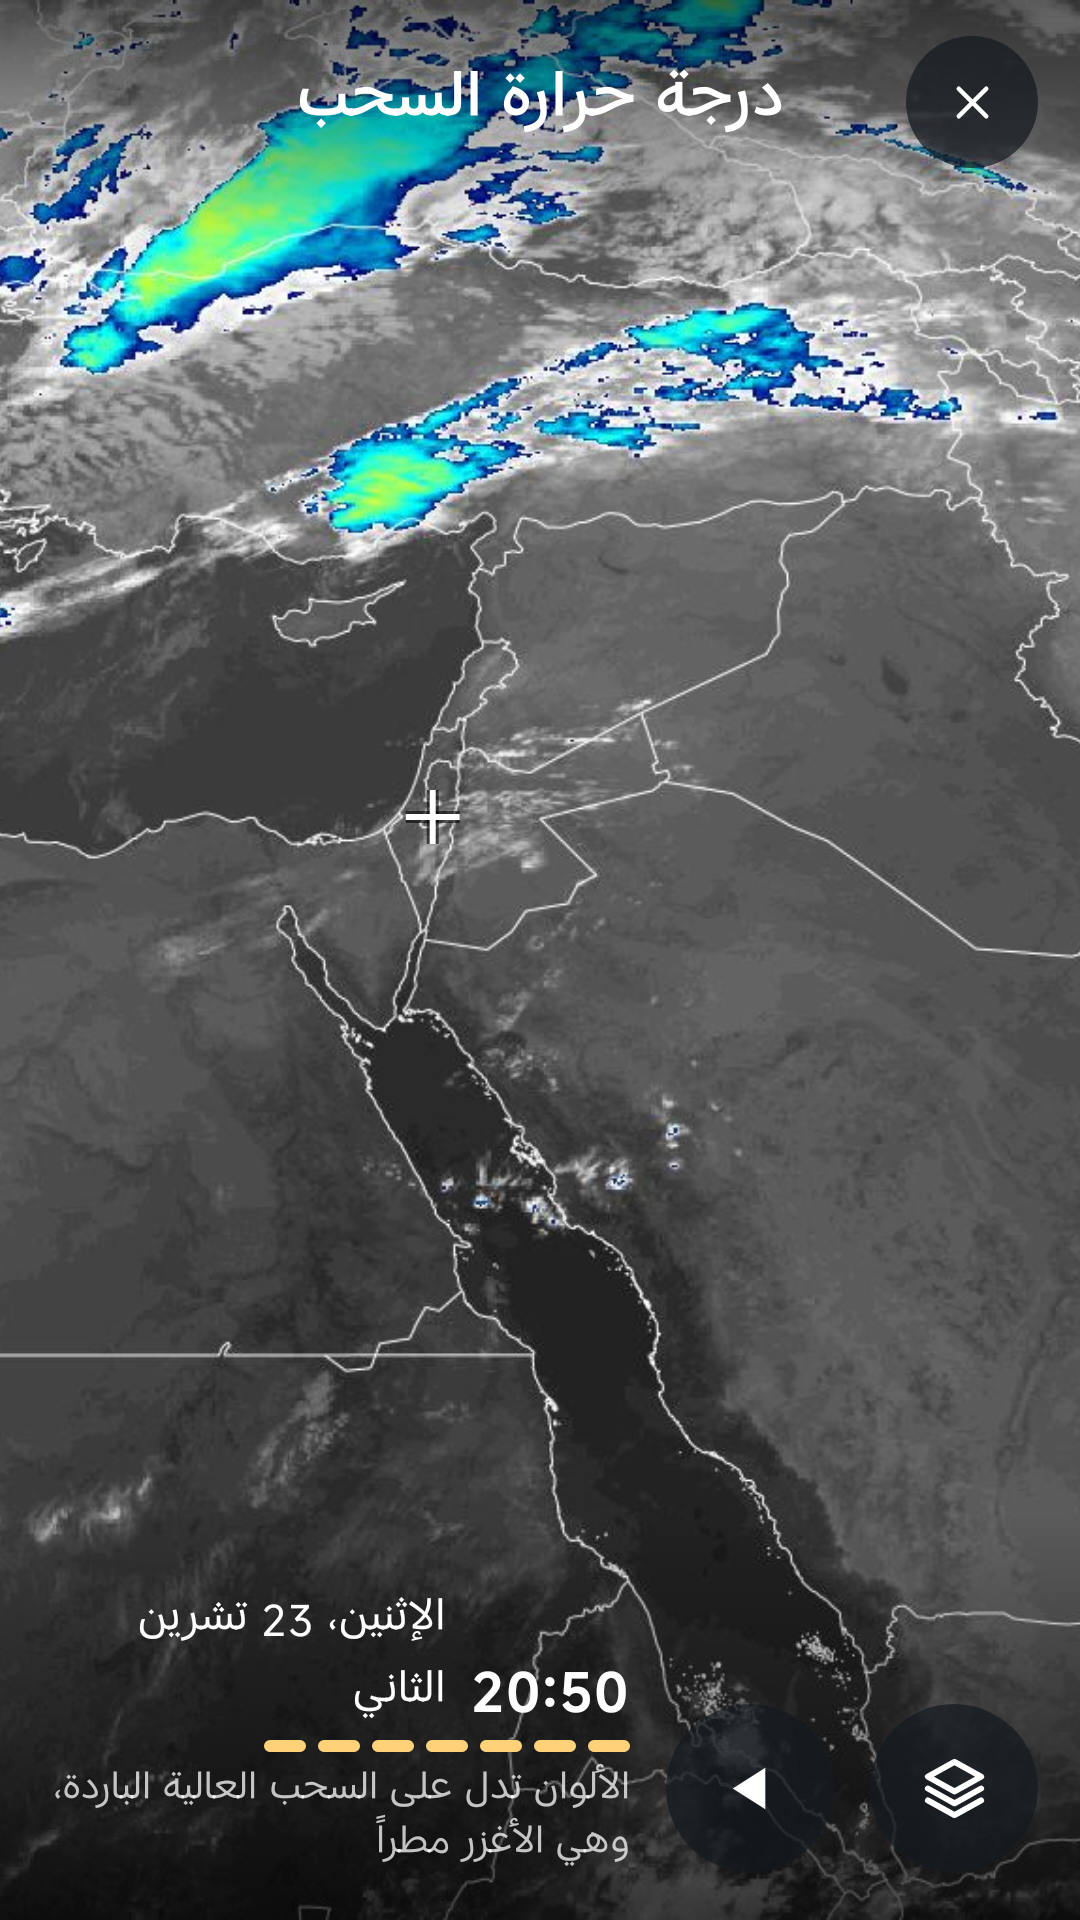 درجة حرارة السحب
الإثنين، 23 تشرين
20:50 الثاني
الألوان تدل على السحب العالية الباردة،
وهي الأغزر مطراً